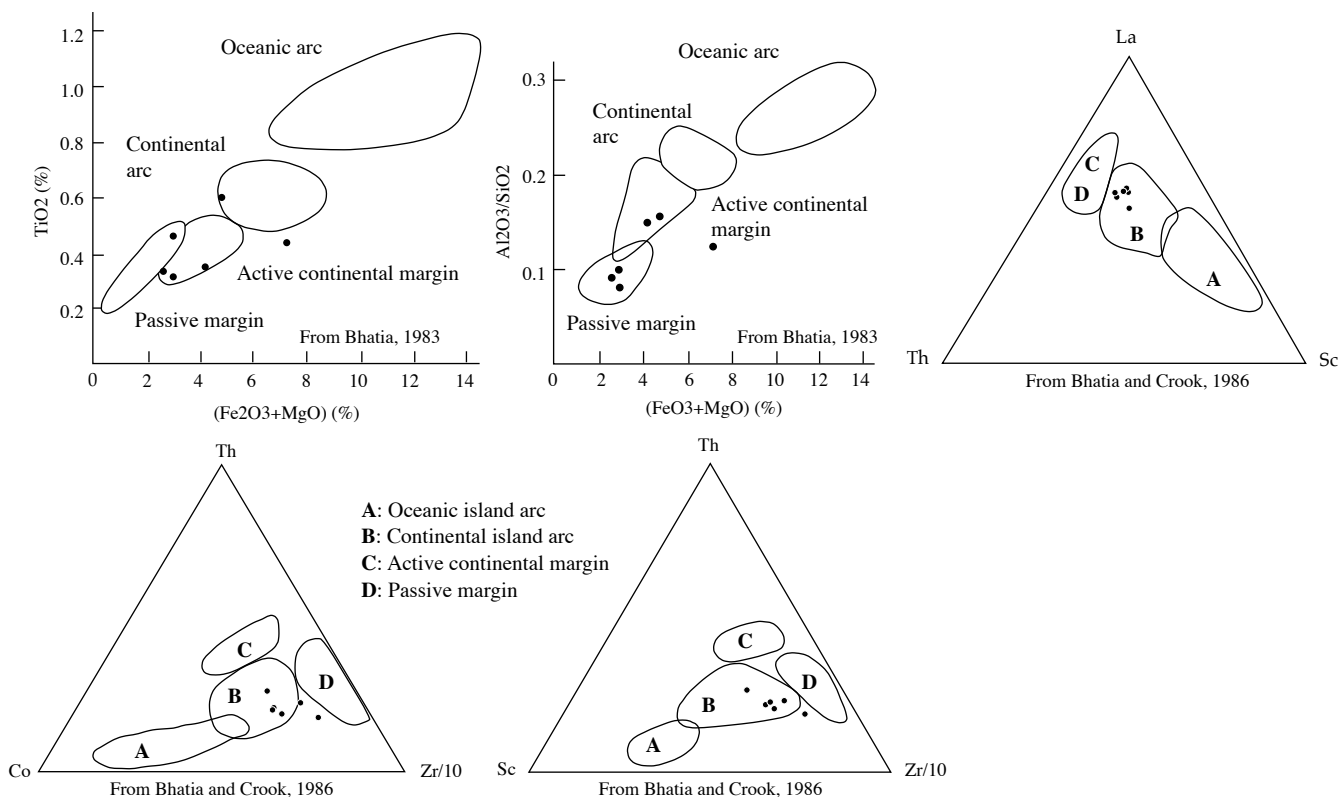 1.2
1.0
0.8
0.6
0.4
0.2
TiO2 (%)
Oceanic arc
Continental
arc
Active continental margin
Passive margin
From Bhatia, 1983
0 2 4 6 8 10 12 14
(Fe2O3+MgO) (%)
0.3
0.2
0.1
0
Al2O3/SiO2
Oceanic arc
Continental
arc
Active continental
margin
Passive margin
From Bhatia, 1983
2 4 6 8 10 12 14
(FeO3+MgO) (%)
La
C
D
B
A
Th
Sc
From Bhatia and Crook, 1986
Th
C
B
D
A
Co
Zr/10
From Bhatia and Crook, 1986
A: Oceanic island arc
B: Continental island arc
C: Active continental margin
D: Passive margin
Th
C
D
B
A
Sc
Zr/10
From Bhatia and Crook, 1986